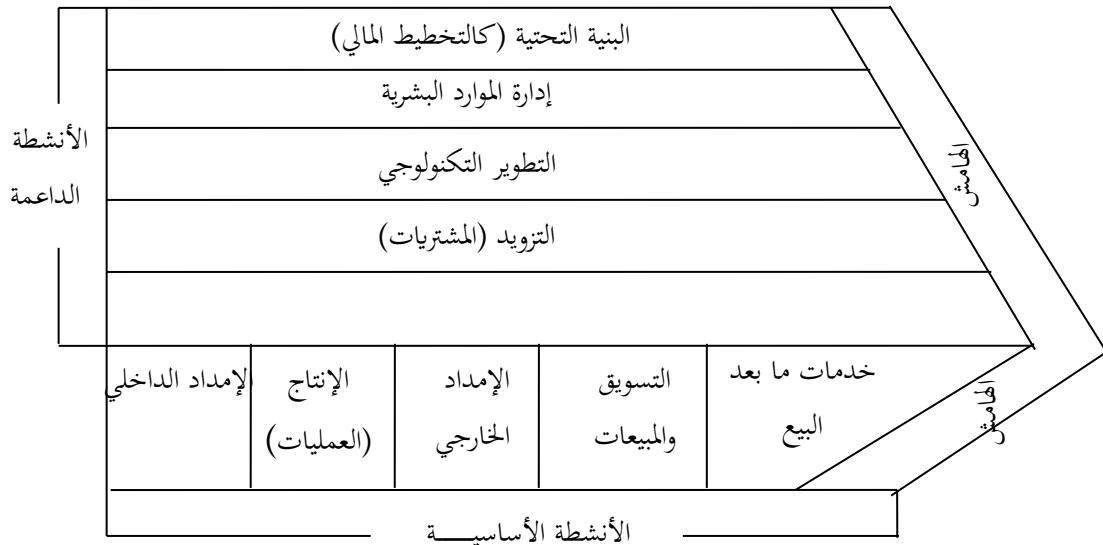 البنية التحتية (كالتخطيط المالي)
إدارة الموارد البشرية
التطوير التكنولوجي
التزويد (المشتريات)
الأنشطة
الداعمة
الهامش
الإمداد الداخلي
الإنتاج
(العمليات)
الإمداد
الخارجي
التسويق
والمبيعات
خدمات ما بعد
البيع
الهامش
الأنشطة الأساسيـــــة